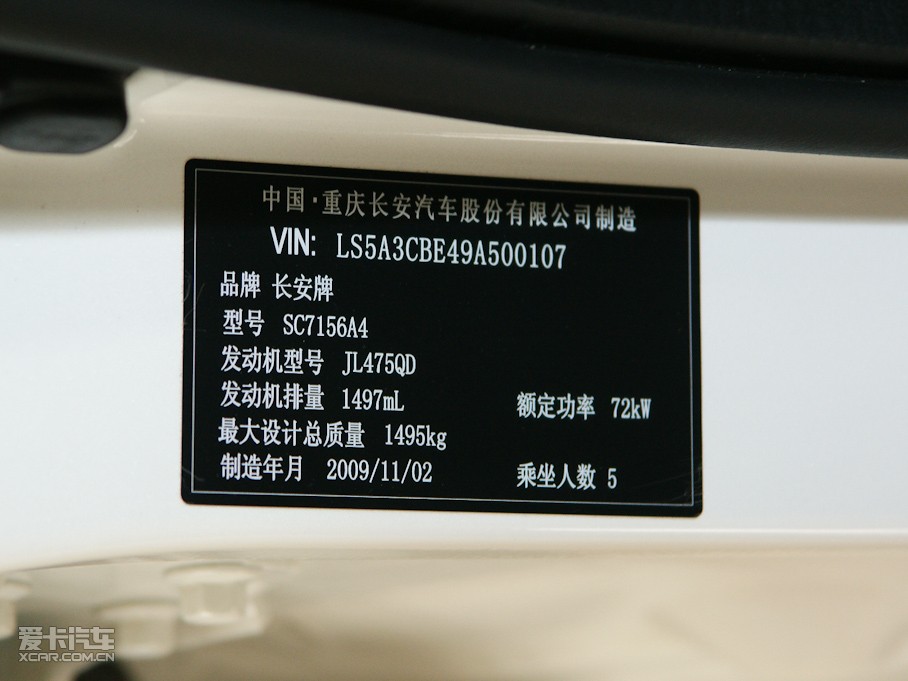 中国·重庆长安汽车股份有限公司制造
VIN: LS5A3CBE49A500107
品牌 长安牌
型号 SC7156A4
发动机型号 JL475QD
发动机排量 1497mL 额定功率 72kW
最大设计总质量 1495kg
制造年月 2009/11/02 乘坐人数 5
爱卡汽车
XCAR.COM.CN